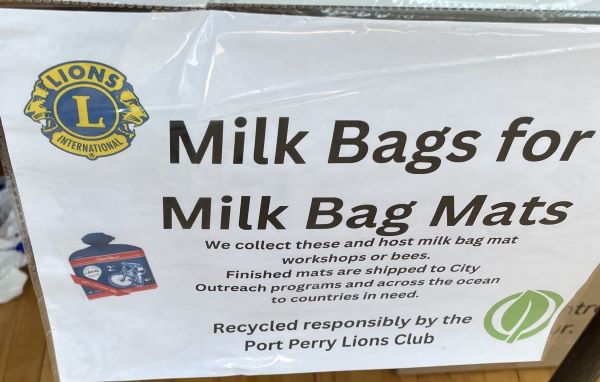 LIONS
L
INTERNATIONAL
Milk Bags for
Milk Bag Mats
We collect these and host milk bag mat
workshops or bees.
Finished mats are shipped to City
Outreach programs and across the ocean
to countries in need.
Recycled responsibly by the
Port Perry Lions Club